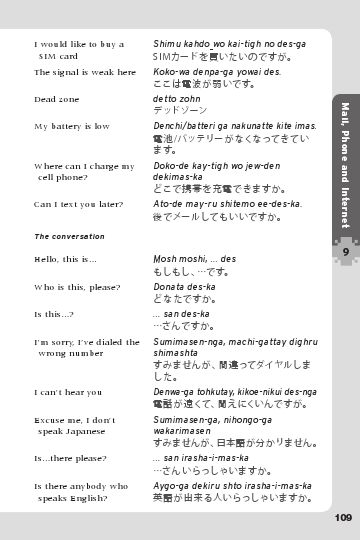 I would like to buy a
SIM card
Shimu kahdo wo kai-tigh no des-ga
SIMカードを買いたいのですが。
The signal is weak here
Koko-wa denpa-ga yowai des.
ここは電波が弱いです。
Dead zone
detto zohn
デッドゾーン
My battery is low
Denchi/batteri ga nakunatte kite imas.
電池/バッテリーがなくなってきてい
ます。
Where can I charge my
cell phone?
Doko-de kay-tigh wo jew-den
dekimas-ka
どこで携帯を充電できますか。
Can I text you later?
Ato-de may-ru shitemo ee-des-ka.
後でメールしてもいいですか。
The conversation
Hello, this is...
Mosh moshi, ... des
もしもし、…です。
Who is this, please?
Donata des-ka
どなたですか。
Is this...?
... san des-ka
…さんですか。
I'm sorry, I've dialed the
wrong number
Sumimasen-nga, machi-gattay dighru
shimashta
すみませんが、間違ってダイヤルしま
した。
I can't hear you
Denwa-ga tohkutay, kikoe-nikui des-nga
電話が遠くて、聞えにくいんですが。
Excuse me, I don't
speak Japanese
Sumimasen-ga, nihongo-ga
wakarimasen
すみませんが、日本語が分かりません。
Is...there please?
... san irasha-i-mas-ka
…さんいらっしゃいますか。
Is there anybody who
speaks English?
Aygo-ga dekiru shto irasha-i-mas-ka
英語が出来る人いらっしゃいますか。
Mail, Phone and Internet
9
109